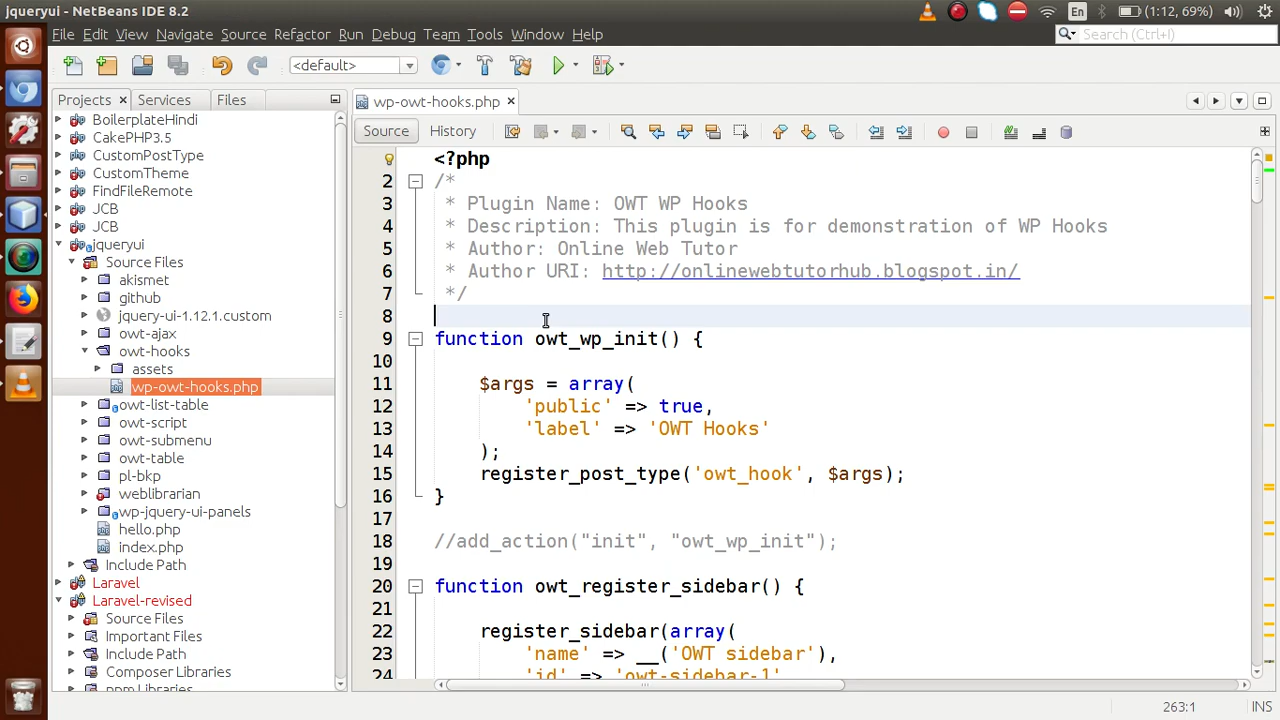 jqueryui - NetBeans IDE 8.2
En
(1:12, 69%)
File Edit View Navigate Source Refactor Run Debug Team Tools Window Help
Search (Ctrl+I)
<default>
Projects
Services
Files
BoilerplateHindi
CakePHP3.5
CustomPostType
CustomTheme
FindFileRemote
JCB
JCB
jqueryui
Source Files
akismet
github
jquery-ui-1.12.1.custom
owt-ajax
owt-hooks
assets
wp-owt-hooks.php
owt-list-table
owt-script
owt-submenu
owt-table
pl-bkp
weblibrarian
wp-jquery-ui-panels
hello.php
index.php
Include Path
Laravel
Laravel-revised
Source Files
Important Files
Include Path
Composer Libraries
npm Libraries
wp-owt-hooks.php
Source
History
<?php
2 /*
3 * Plugin Name: OWT WP Hooks
4 * Description: This plugin is for demonstration of WP Hooks
5 * Author: Online Web Tutor
6 * Author URI: http://onlinewebtutorhub.blogspot.in/
7 */
8
9 function owt_wp_init() {
10
11 $args = array(
12 'public' => true,
13 'label' => 'OWT Hooks'
14 );
15 register_post_type('owt_hook', $args);
16 }
17
18 //add_action("init", "owt_wp_init");
19
20 function owt_register_sidebar() {
21
22 register_sidebar(array(
23 'name' => __('OWT sidebar'),
24 'id' => 'owt-sidebar-1'
263:1
INS